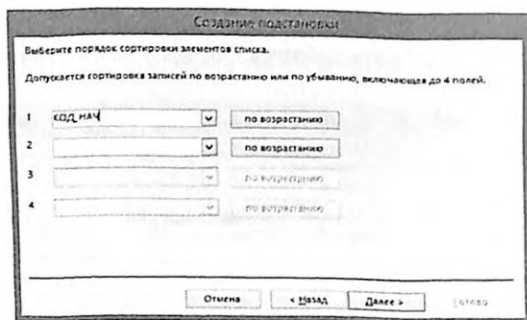 Создание подстановки
Выберите порядок сортировки элементов списка.
Допускается сортировка записей по возрастанию или по убыванию, включающая до 4 полей.
1 КОД_НАЧ по возрастанию
2 по возрастанию
3 по возрастанию
4 по возрастанию
Отмена < Назад Далее > Готово